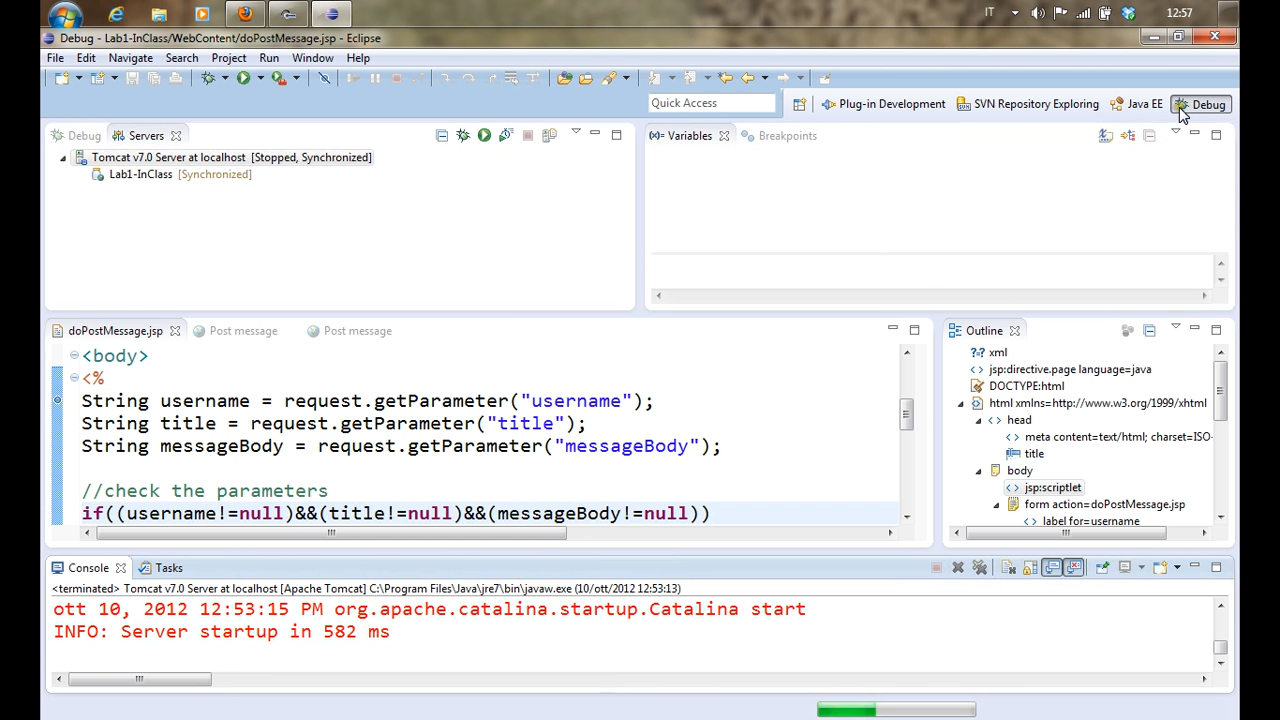 IT
12:57
Debug - Lab1-InClass/WebContent/doPostMessage.jsp - Eclipse
File Edit Navigate Search Project Run Window Help
Quick Access
Plug-in Development
SVN Repository Exploring
Java EE
Debug
Debug
Servers
Tomcat v7.0 Server at localhost [Stopped, Synchronized]
Lab1-InClass [Synchronized]
Variables
Breakpoints
doPostMessage.jsp
Post message
Post message
<body>
<%
String username = request.getParameter("username");
String title = request.getParameter("title");
String messageBody = request.getParameter("messageBody");
//check the parameters
if((username!=null)&&(title!=null)&&(messageBody!=null))
Outline
xml
jsp:directive.page language=java
DOCTYPE:html
html xmlns=http://www.w3.org/1999/xhtml
head
meta content=text/html; charset=ISO-
title
body
jsp:scriptlet
form action=doPostMessage.jsp
label for=username
Console
Tasks
<terminated> Tomcat v7.0 Server at localhost [Apache Tomcat] C:\Program Files\Java\jre7\bin\javaw.exe (10/ott/2012 12:53:13)
ott 10, 2012 12:53:15 PM org.apache.catalina.startup.Catalina start
INFO: Server startup in 582 ms